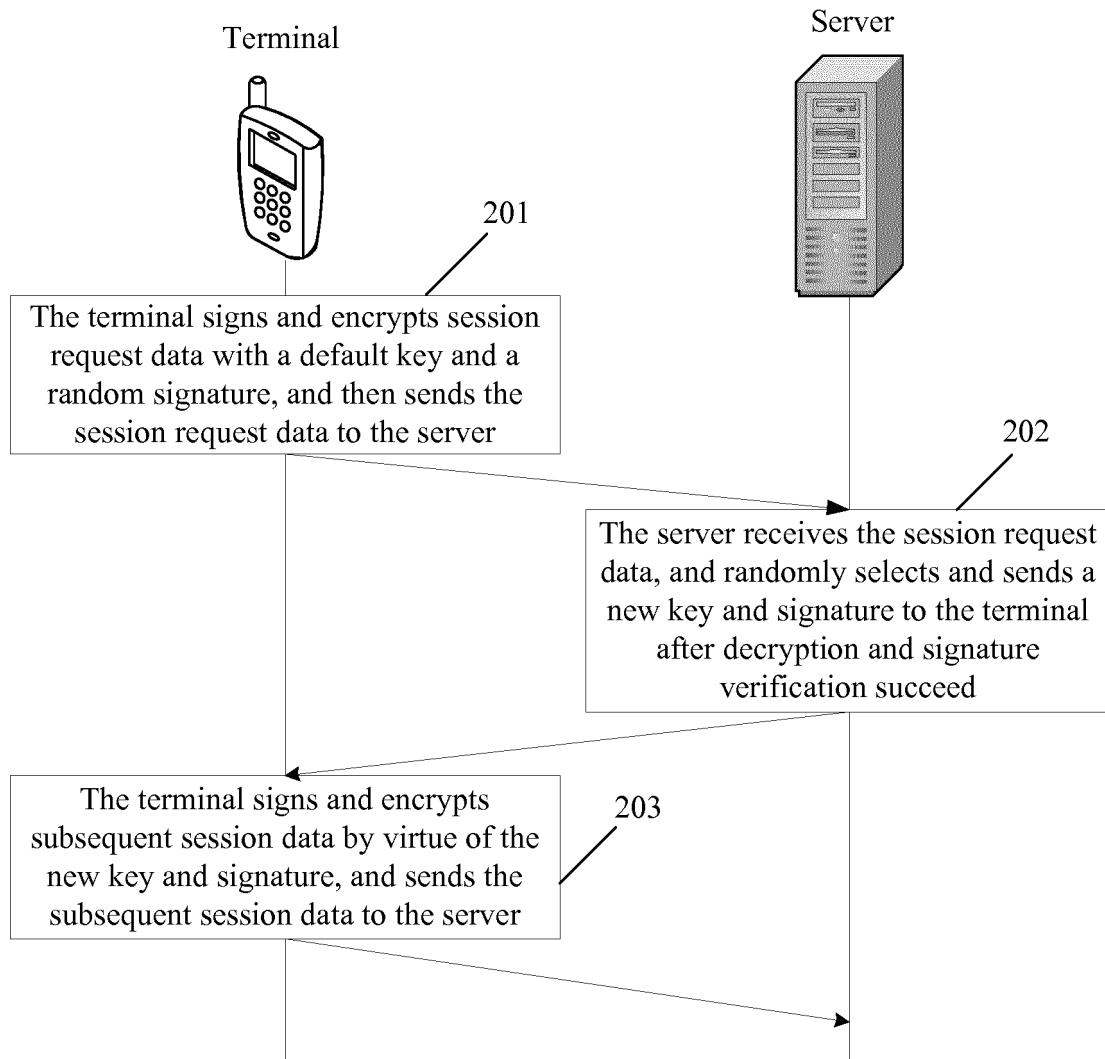 Terminal
Server
201
The terminal signs and encrypts session
request data with a default key and a
random signature, and then sends the
session request data to the server
202
The server receives the session request
data, and randomly selects and sends a
new key and signature to the terminal
after decryption and signature
verification succeed
The terminal signs and encrypts
subsequent session data by virtue of the
new key and signature, and sends the
subsequent session data to the server
203